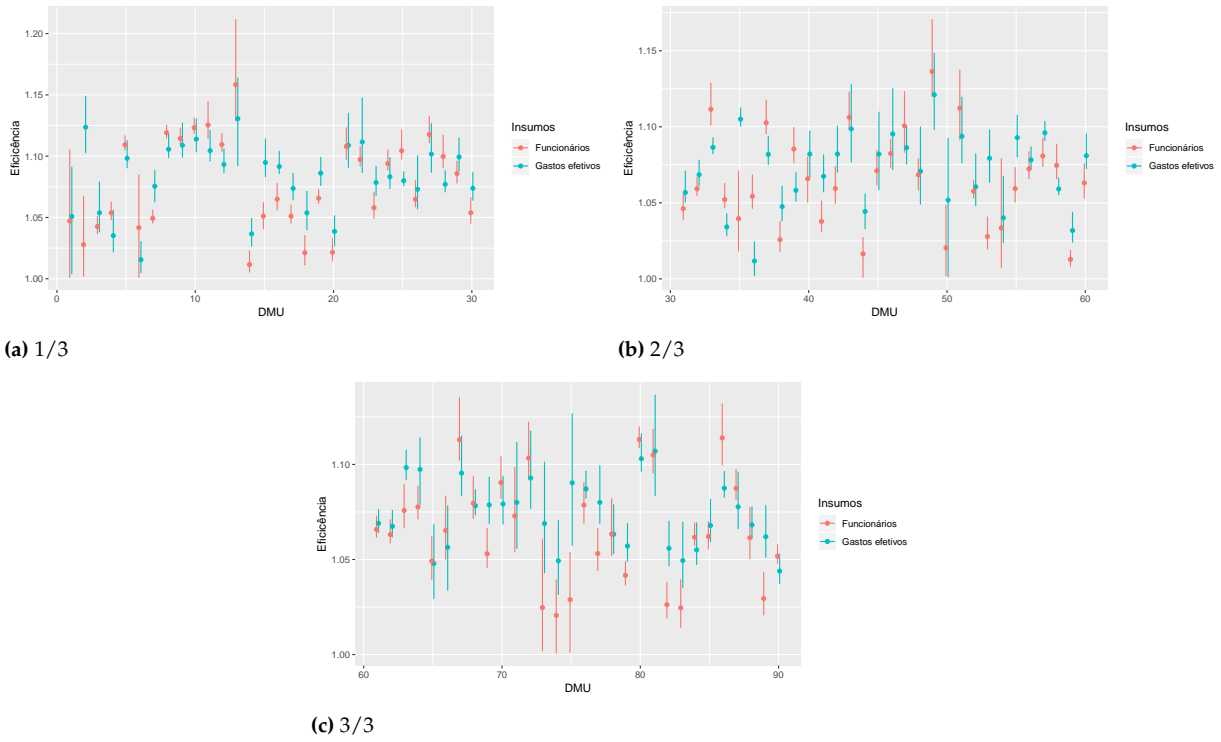 1.20
1.15
1.10
1.05
1.00
Eficicência
0
10
20
30
DMU
Insumos
Funcionários
Gastos efetivos
(a) 1/3
1.15
1.10
1.05
1.00
Eficicência
30
40
50
60
DMU
Insumos
Funcionários
Gastos efetivos
(b) 2/3
1.10
1.05
1.00
Eficicência
60
70
80
90
DMU
Insumos
Funcionários
Gastos efetivos
(c) 3/3